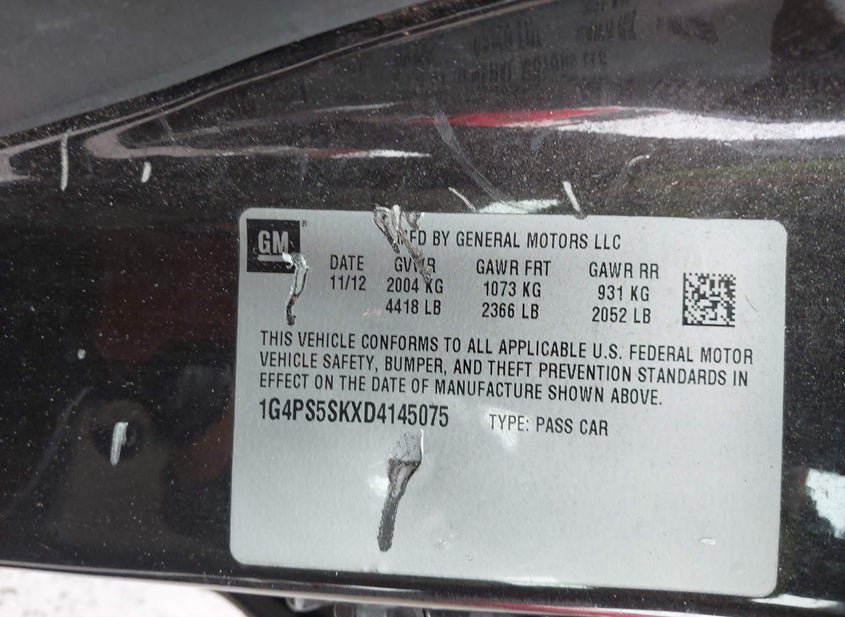 GM
MFD BY GENERAL MOTORS LLC
DATE GVWR GAWR FRT GAWR RR
11/12 2004 KG 1073 KG 931 KG
4418 LB 2366 LB 2052 LB
THIS VEHICLE CONFORMS TO ALL APPLICABLE U.S. FEDERAL MOTOR
VEHICLE SAFETY, BUMPER, AND THEFT PREVENTION STANDARDS IN
EFFECT ON THE DATE OF MANUFACTURE SHOWN ABOVE.
1G4PS5SKXD4145075 TYPE: PASS CAR